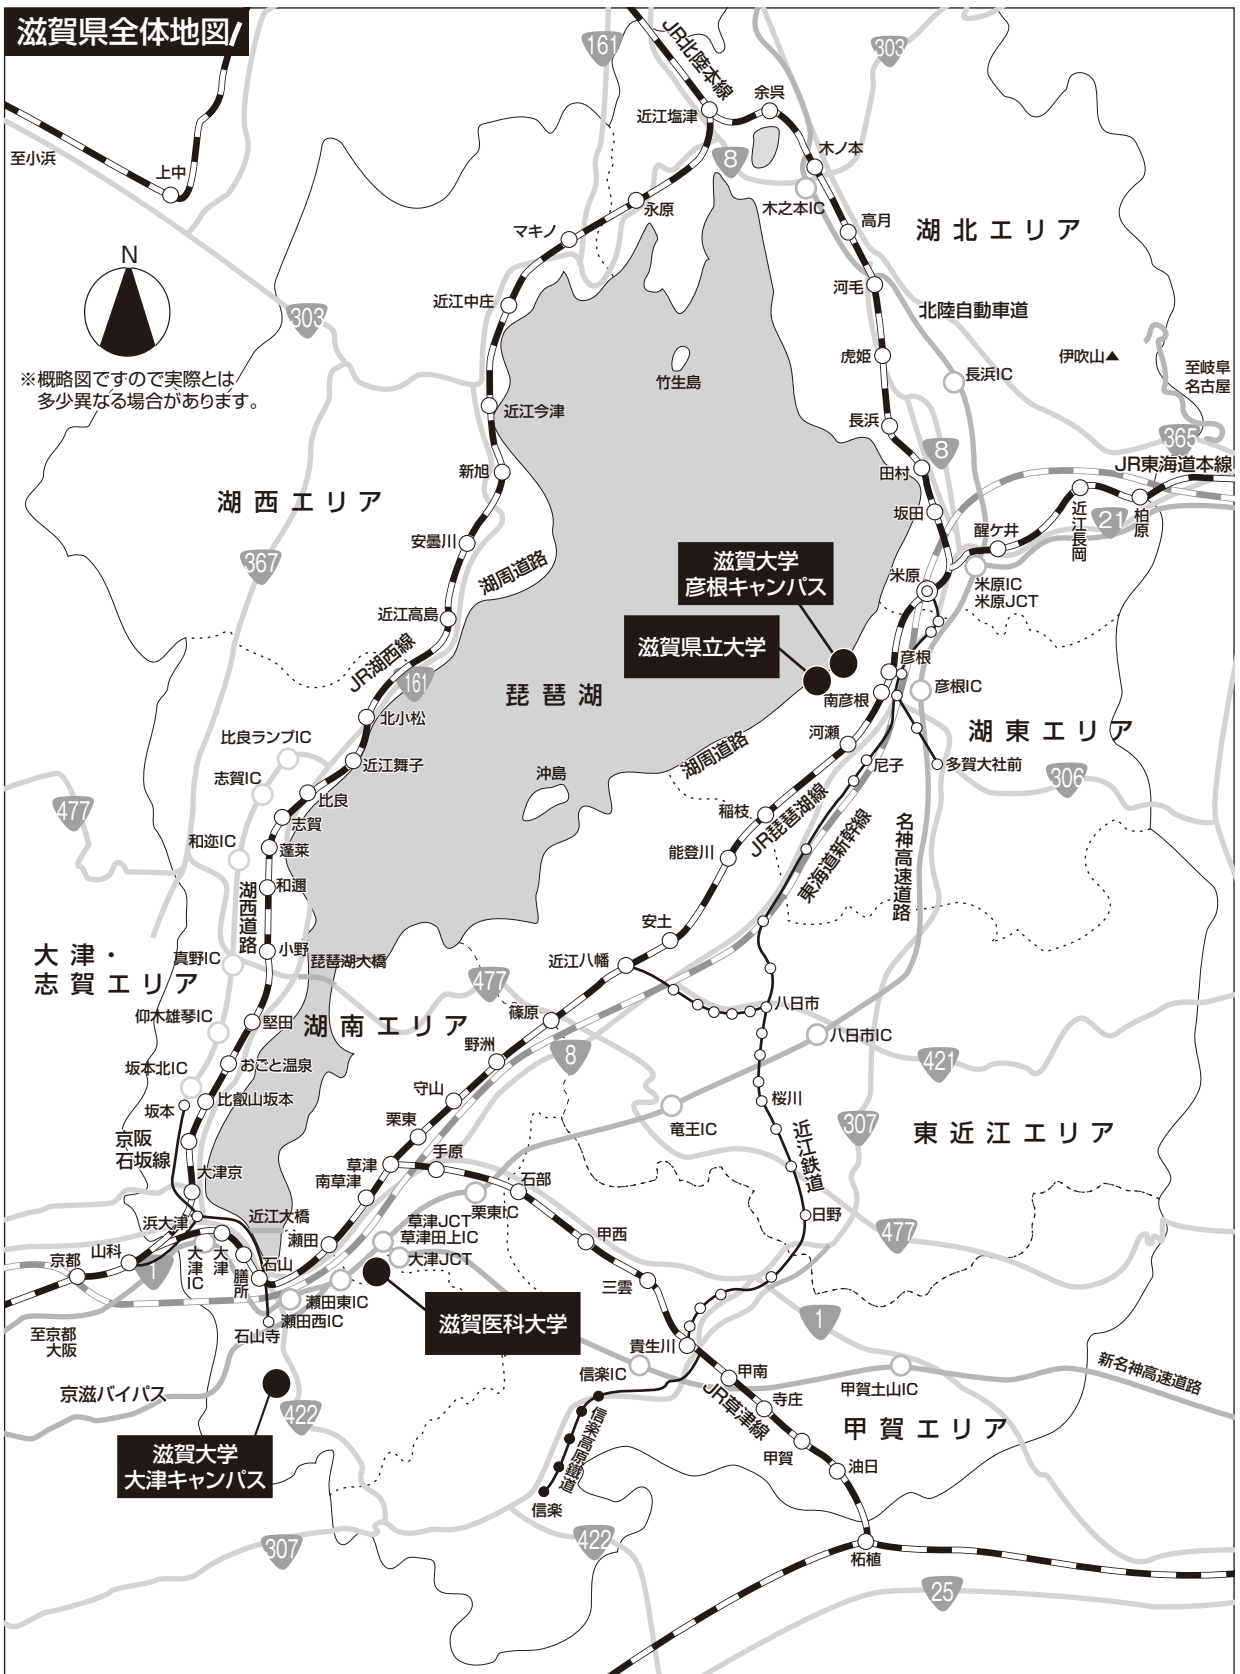 滋賀県全体地図
161
JR北陸本線
303
余呉
近江塩津
至小浜
上中
8
木ノ本
木之本IC
永原
高月
マキノ
湖北エリア
N
河毛
近江中庄
北陸自動車道
303
虎姫
伊吹山▲
竹生島
長浜IC
至岐阜
名古屋
※概略図ですので実際とは
多少異なる場合があります。
近江今津
長浜
365
8
JR東海道本線
新旭
田村
湖西エリア
坂田
21
柏原
近江長岡
醒ケ井
安曇川
367
湖周道路
滋賀大学
彦根キャンパス
米原
米原IC
米原JCT
近江高島
滋賀県立大学
JR湖西線
彦根
161
琵琶湖
南彦根
彦根IC
北小松
湖東エリア
比良ランプIC
河瀬
湖周道路
近江舞子
尼子
多賀大社前
志賀IC
沖島
306
比良
477
稲枝
志賀
JR琵琶湖線
東海道新幹線
名神高速道路
和迩IC
蓬莱
能登川
和邇
湖西道路
安土
小野
大津・
志賀エリア
真野IC
琵琶湖大橋
近江八幡
477
八日市
仰木雄琴IC
堅田
湖南エリア
篠原
八日市IC
野洲
8
おごと温泉
421
坂本北IC
比叡山坂本
守山
坂本
桜川
竜王IC
307
栗東
東近江エリア
京阪
石坂線
近江鉄道
草津
手原
大津京
南草津
石部
栗東IC
浜大津
近江大橋
草津JCT
草津田上IC
日野
瀬田
甲西
477
山科
大津IC
大津
膳所
石山
大津JCT
京都
1
三雲
瀬田東IC
瀬田西IC
滋賀医科大学
1
石山寺
至京都
大阪
貴生川
信楽IC
甲南
新名神高速道路
京滋バイパス
甲賀土山IC
JR草津線
寺庄
422
信楽高原鐵道
甲賀エリア
滋賀大学
大津キャンパス
甲賀
油日
信楽
307
422
柘植
25